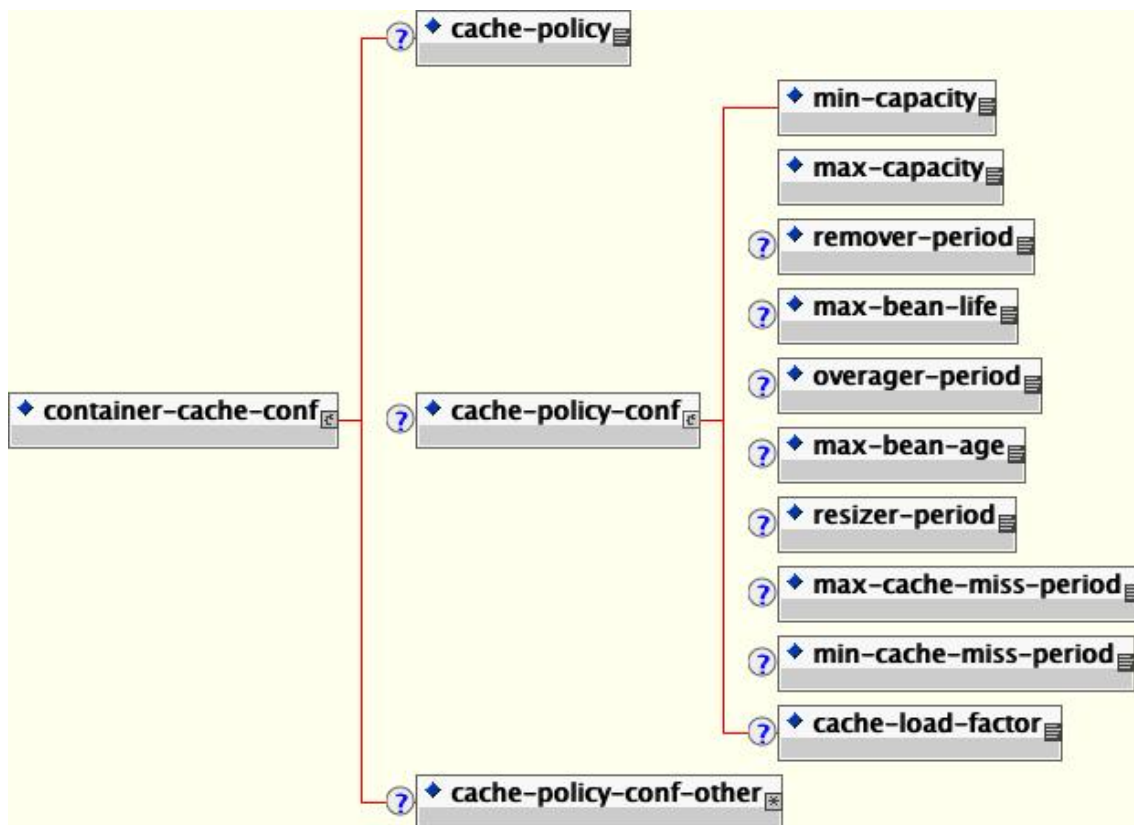 cache-policy
min-capacity
max-capacity
? remover-period
? max-bean-life
? overager-period
container-cache-conf
? cache-policy-conf
? max-bean-age
? resizer-period
? max-cache-miss-period
? min-cache-miss-period
? cache-load-factor
? cache-policy-conf-other